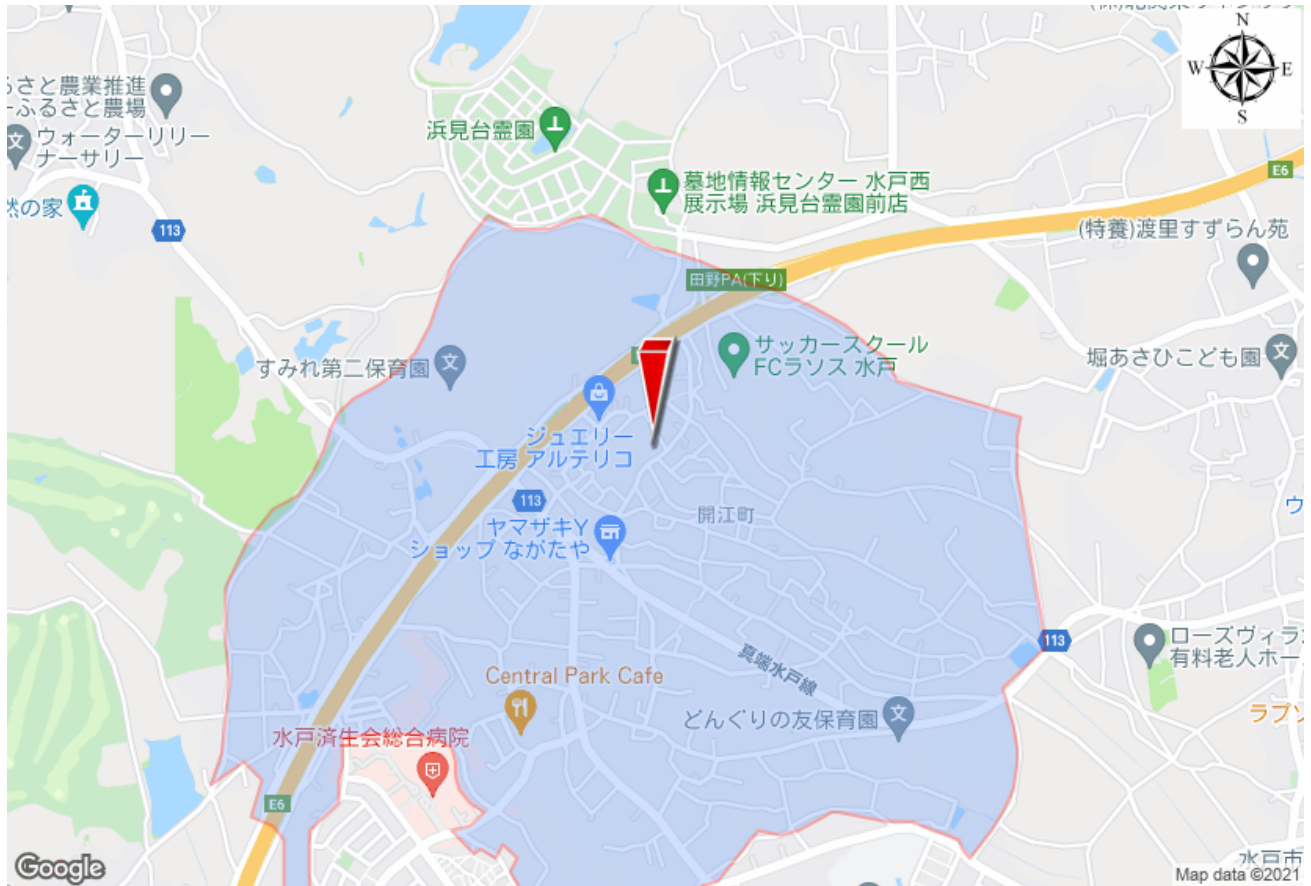 N
W
E
S
さと農業推進
ーふるさと農場
ウォーターリリー
ナーサリー
然の家
113
浜見台霊園
墓地情報センター 水戸西
展示場 浜見台霊園前店
E6
(特養)渡里すずらん苑
田野PA(下り)
すみれ第二保育園
サッカースクール
FCラソス 水戸
堀あさひこども園
ジュエリー
工房 アルテリコ
113
ヤマザキY
ショップ ながたや
開江町
ウ
真端水戸線
113
ローズヴィラ
有料老人ホー
Central Park Cafe
どんぐりの友保育園
ラプソ
水戸済生会総合病院
E6
水戸市
Google
Map data ©2021